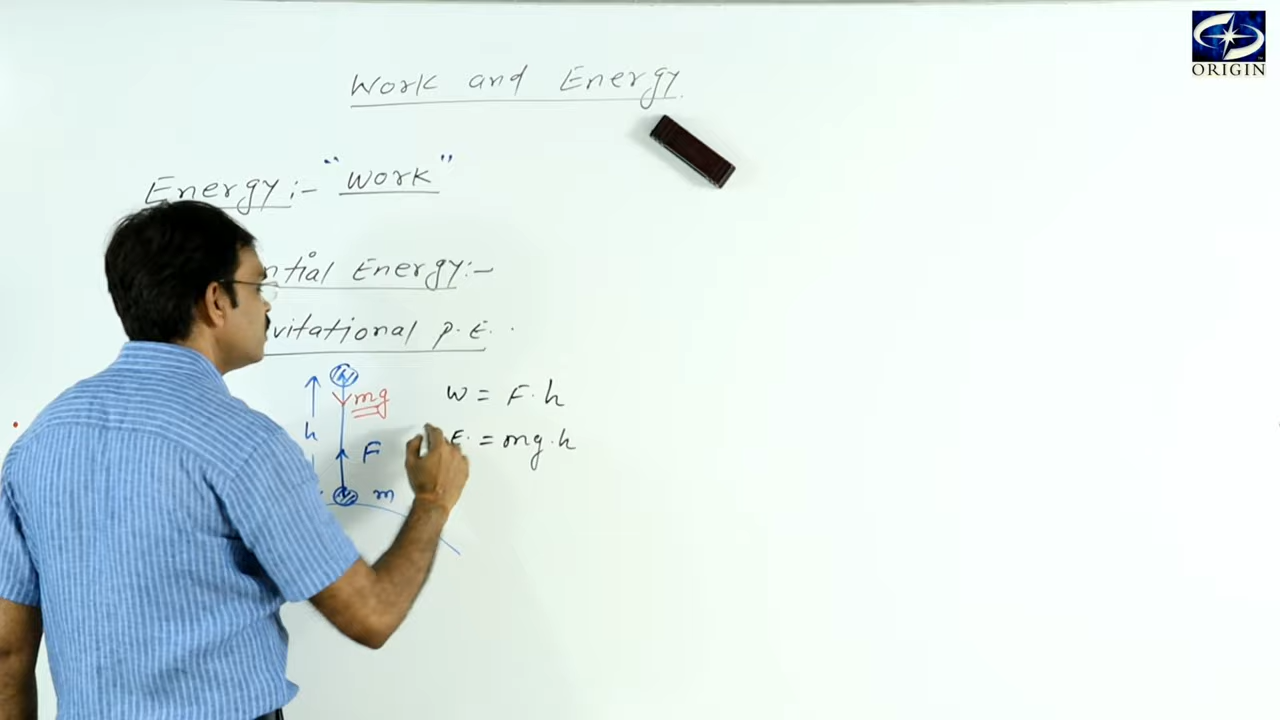 ORIGIN
Work and Energy.
Energy :- "Work"
ntial Energy:-
vitational P.E.
mg
h
F
m
W = F.h
E. = mg.h